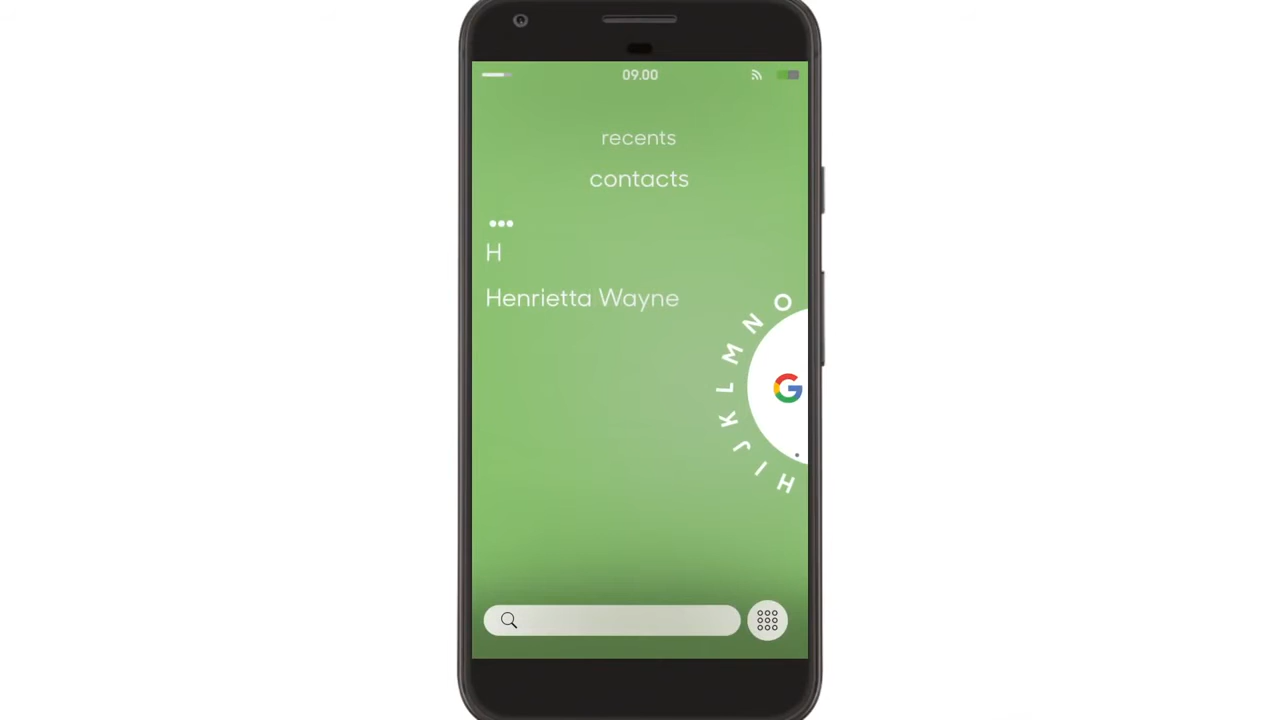 09.00
recents
contacts
•••
H
Henrietta Wayne
O
N
M
L
K
J
I
H
G